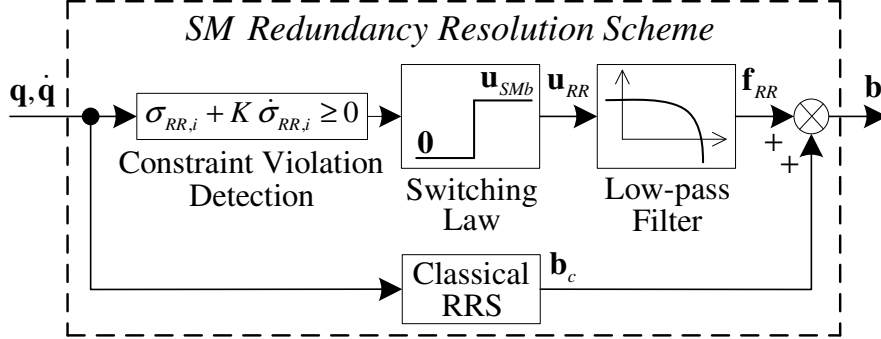 SM Redundancy Resolution Scheme
q, q̇
σ_{RR,i} + K σ̇_{RR,i} ≥ 0
Constraint Violation
Detection
0
u_{SMb}
Switching
Law
u_{RR}
Low-pass
Filter
f_{RR}
+
+
b
Classical
RRS
b_c